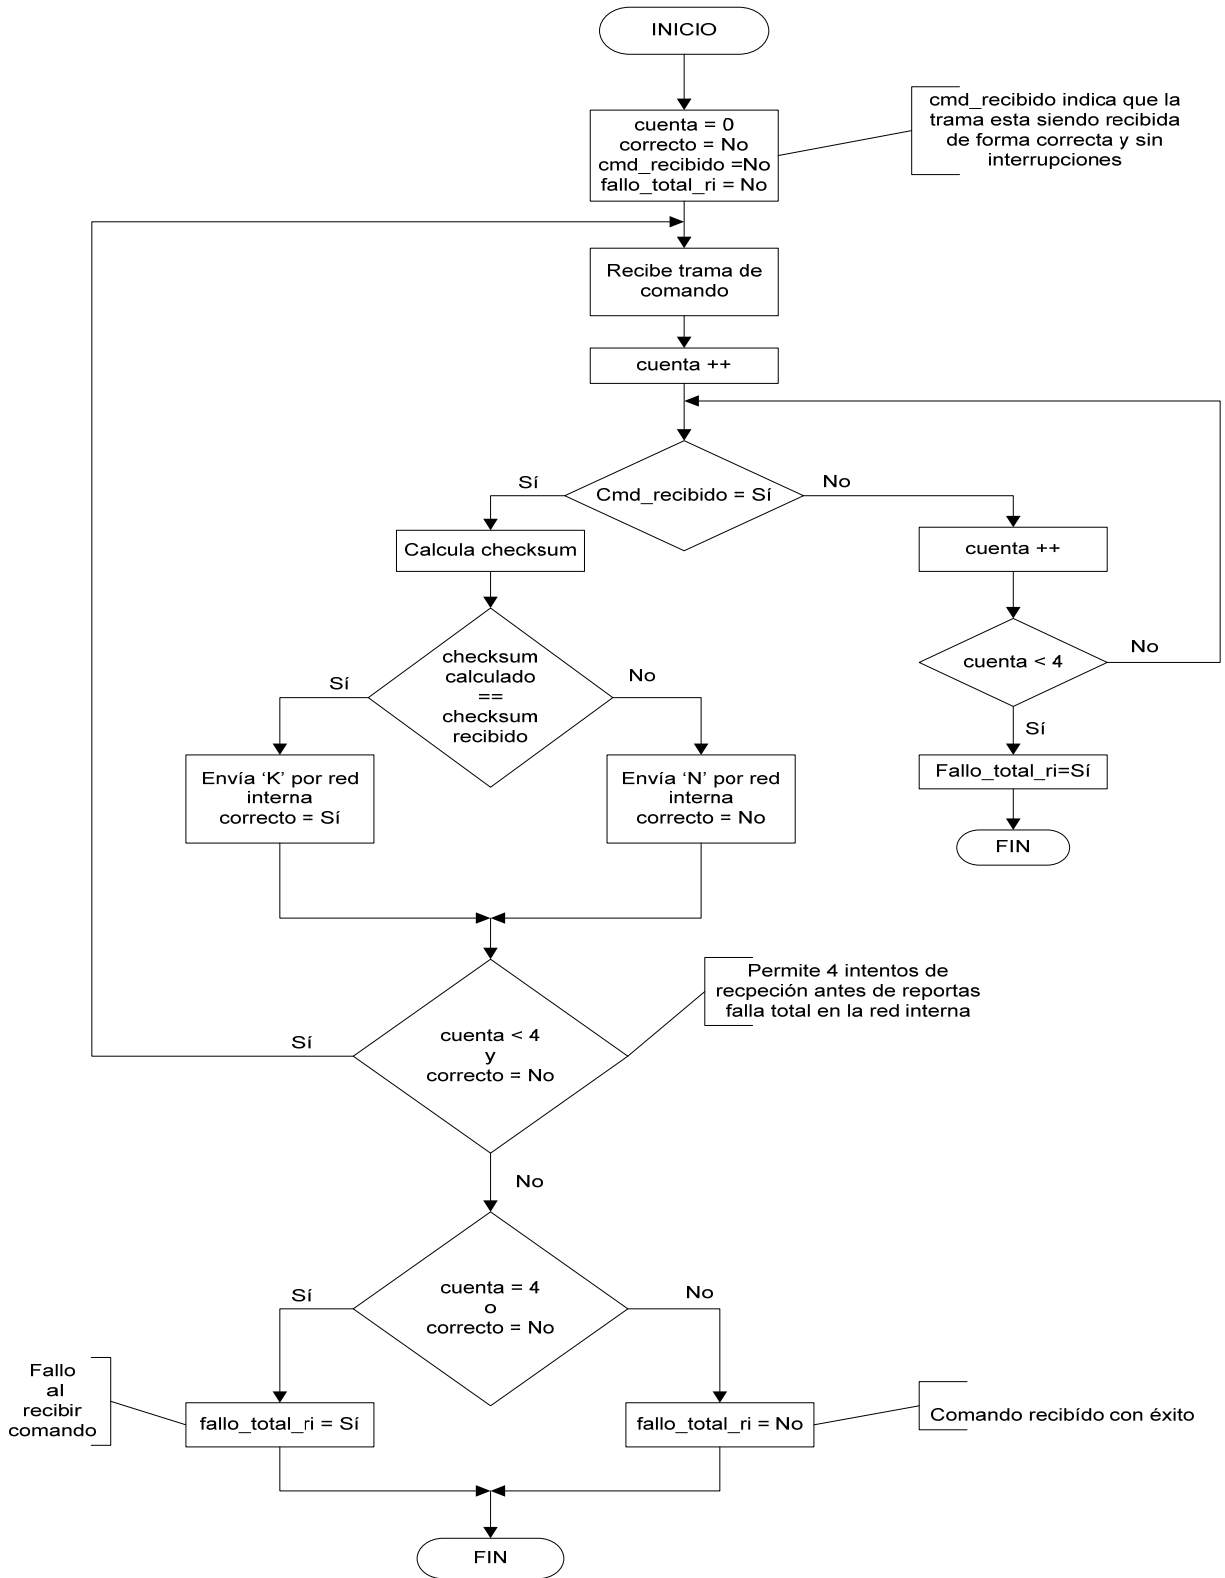 INICIO
cuenta = 0
correcto = No
cmd_recibido =No
fallo_total_ri = No
cmd_recibido indica que la
trama esta siendo recibida
de forma correcta y sin
interrupciones
Recibe trama de
comando
cuenta ++
Cmd_recibido = Sí
Sí
No
Calcula checksum
cuenta ++
checksum
calculado
==
checksum
recibido
Sí
No
cuenta < 4
No
Sí
Envía ‘K’ por red
interna
correcto = Sí
Envía ‘N’ por red
interna
correcto = No
Fallo_total_ri=Sí
FIN
Permite 4 intentos de
recpeción antes de reportas
falla total en la red interna
cuenta < 4
y
correcto = No
Sí
No
cuenta = 4
o
correcto = No
Sí
No
Fallo
al
recibir
comando
fallo_total_ri = Sí
fallo_total_ri = No
Comando recibído con éxito
FIN